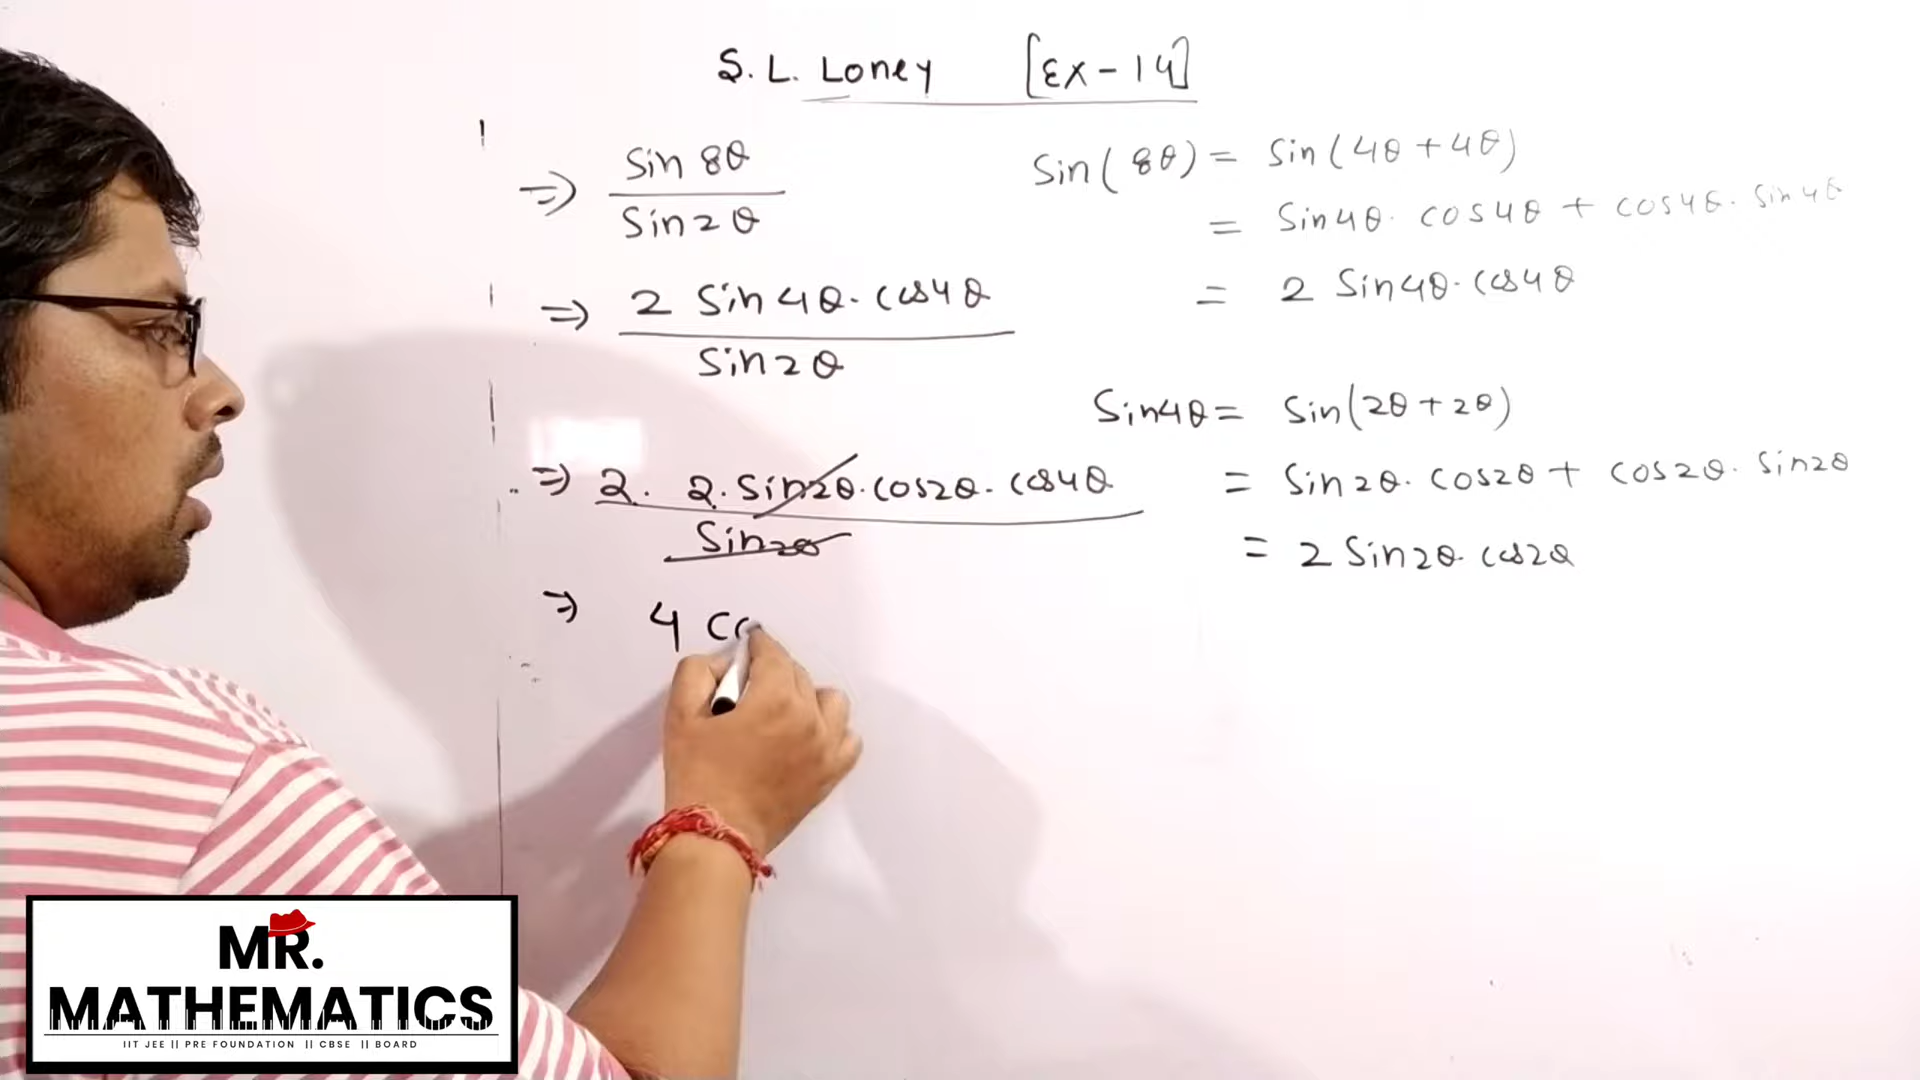 S. L. Loney [Ex - 14]
⇒ Sin 8θ / Sin 2θ
Sin(8θ) = Sin(4θ + 4θ)
= Sin4θ. cos4θ + cos4θ. Sin4θ
= 2 Sin4θ. cos4θ
⇒ 2 Sin 4θ. cos4θ / Sin2θ
Sin4θ = Sin(2θ + 2θ)
= Sin2θ. cos2θ + cos2θ. Sin2θ
= 2 Sin2θ. cos2θ
⇒ 2. 2. Sin2θ. cos2θ. cos4θ / Sin2θ
⇒ 4 co
MR.
MATHEMATICS
IIT JEE || PRE FOUNDATION || CBSE || BOARD